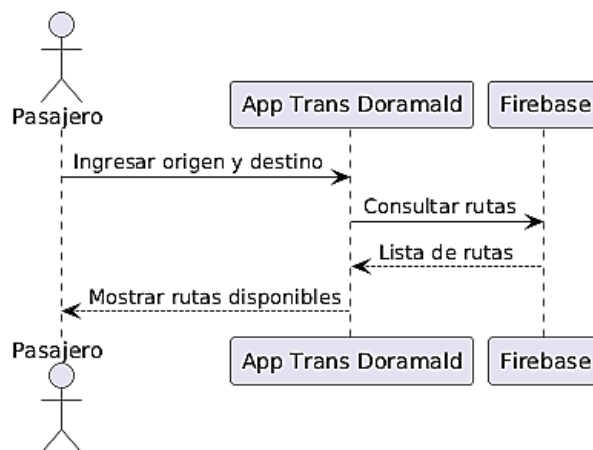 Pasajero
App Trans Doramald
Firebase
Ingresar origen y destino
Consultar rutas
Lista de rutas
Mostrar rutas disponibles
Pasajero
App Trans Doramald
Firebase